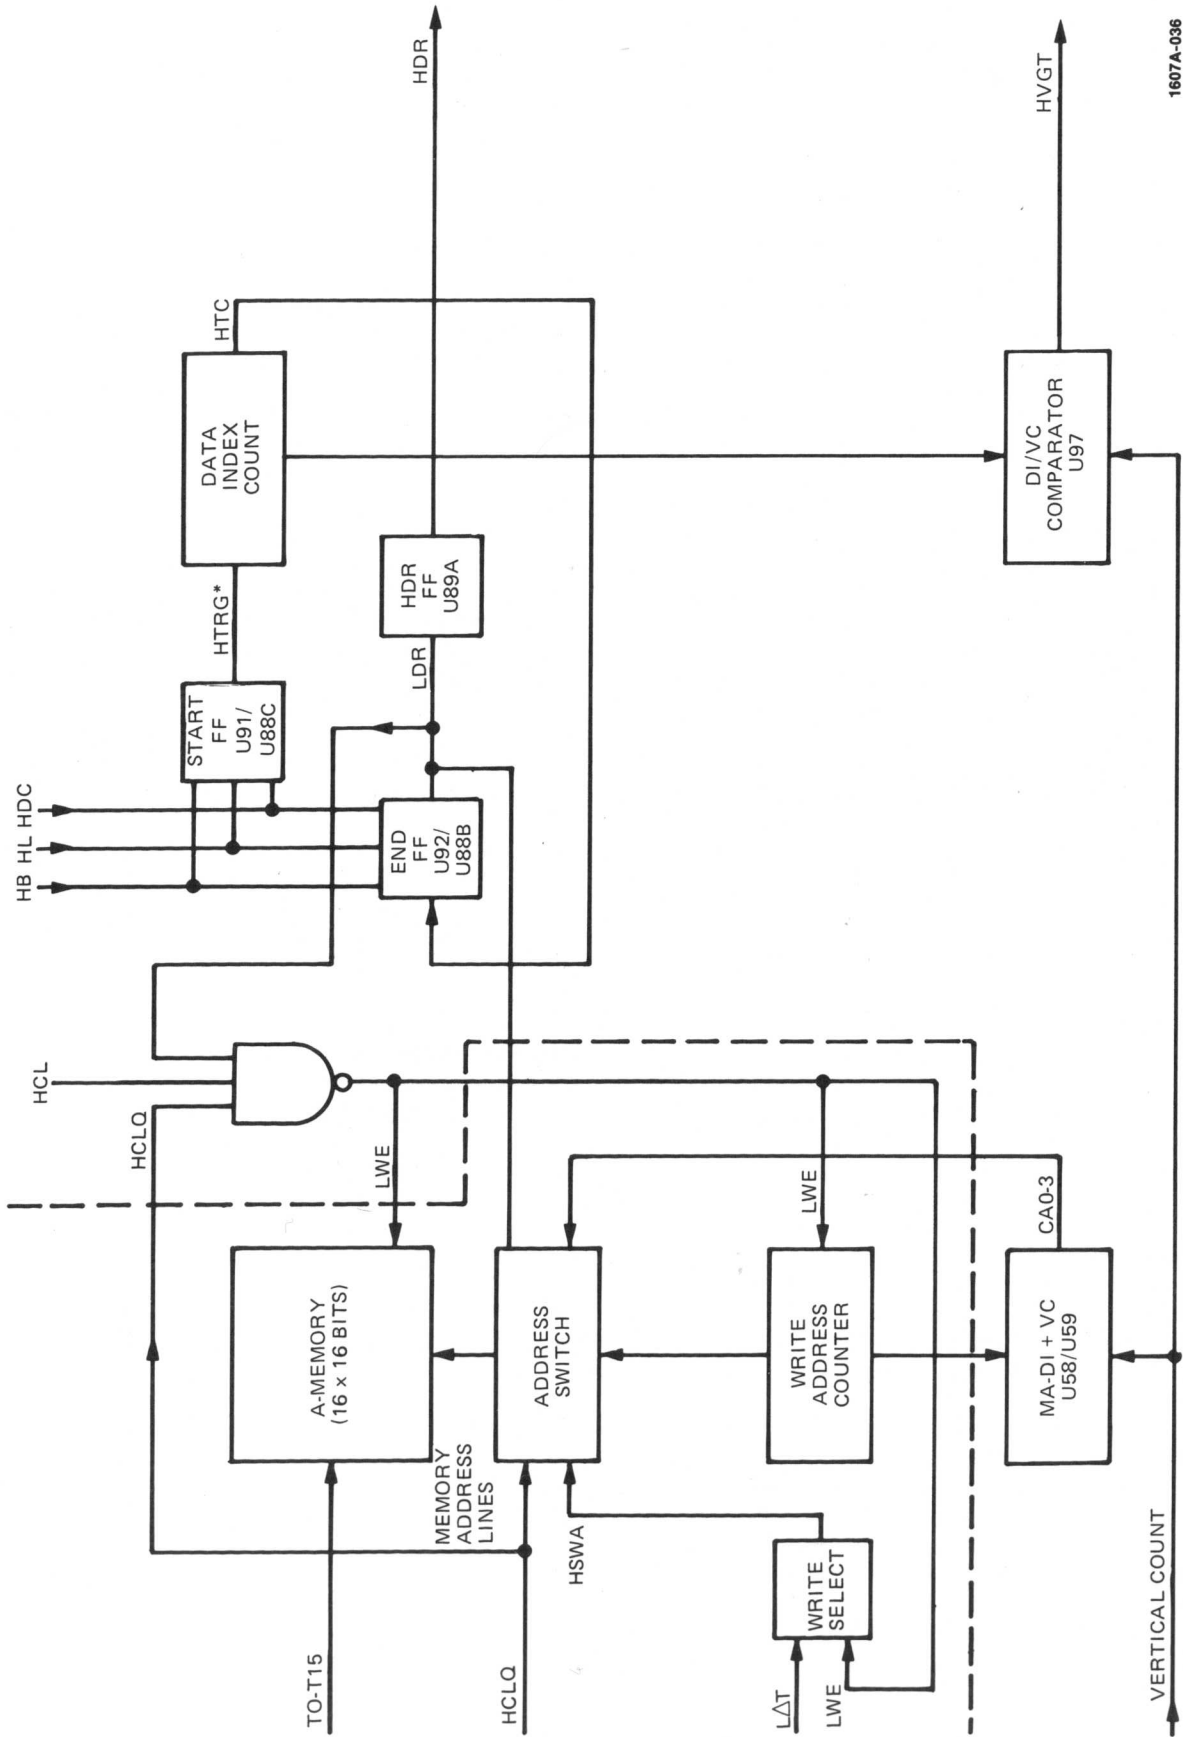 HB
HL
HDC
HCL
HCLQ
START
FF
U91/
U88C
HTRG*
DATA
INDEX
COUNT
HTC
HDR
END
FF
U92/
U88B
LDR
HDR
FF
U89A
TO-T15
A-MEMORY
(16 x 16 BITS)
LWE
MEMORY
ADDRESS
LINES
HCLQ
ADDRESS
SWITCH
HSWA
LΔT
LWE
WRITE
SELECT
WRITE
ADDRESS
COUNTER
LWE
MA-DI + VC
U58/U59
CA0-3
VERTICAL COUNT
DI/VC
COMPARATOR
U97
HVGT
1607A-036